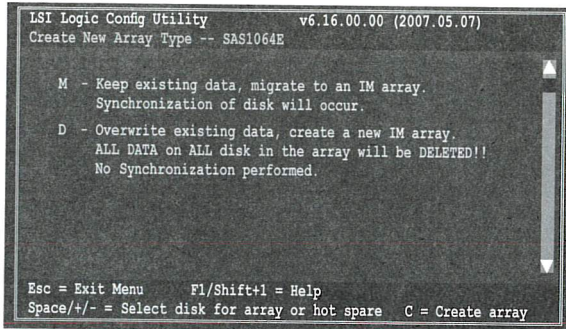 LSI Logic Config Utility v6.16.00.00 (2007.05.07)
Create New Array Type -- SAS1064E
M - Keep existing data, migrate to an IM array.
Synchronization of disk will occur.
D - Overwrite existing data, create a new IM array.
ALL DATA on ALL disk in the array will be DELETED!!
No Synchronization performed.
Esc = Exit Menu F1/Shift+1 = Help
Space/+/- = Select disk for array or hot spare C = Create array